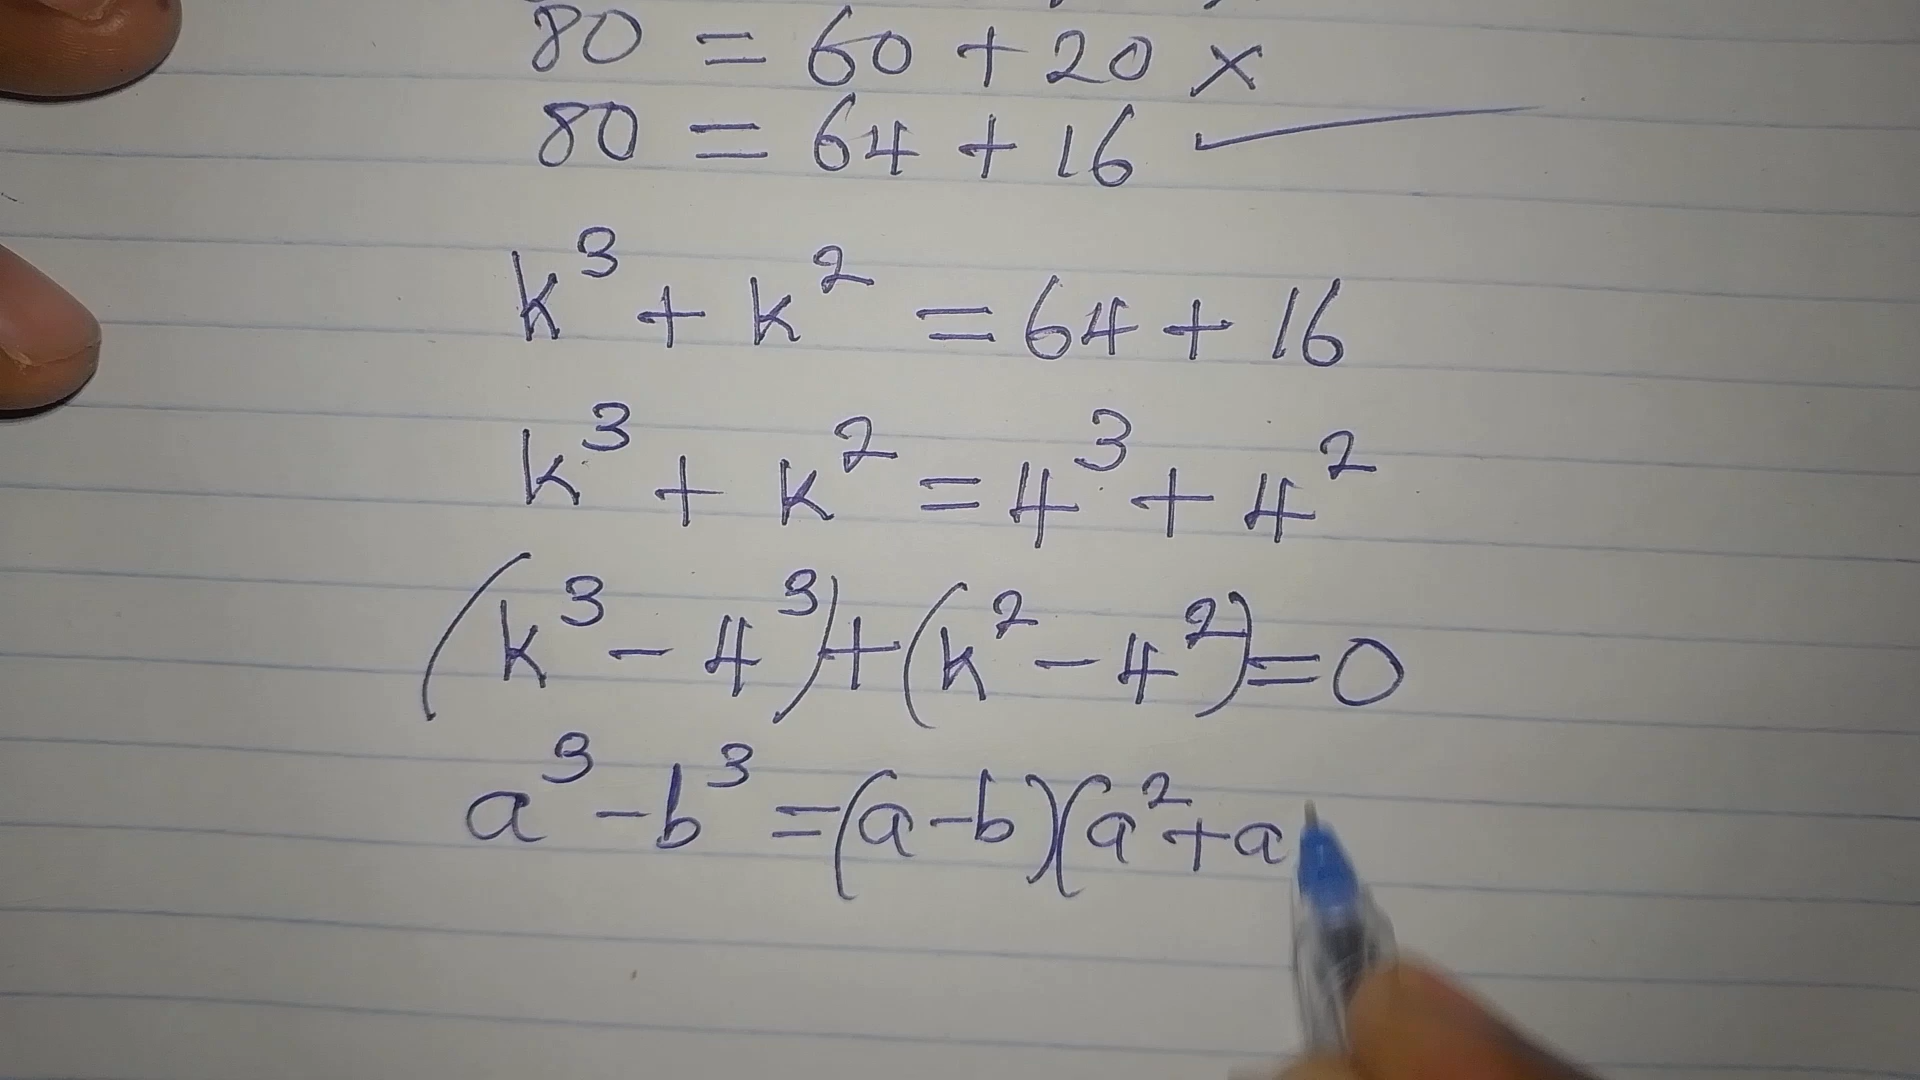 80 = 60 + 20 ×
80 = 64 + 16 ✓
k³ + k² = 64 + 16
k³ + k² = 4³ + 4²
(k³ - 4³) + (k² - 4²) = 0
a³ - b³ = (a - b)(a² + a